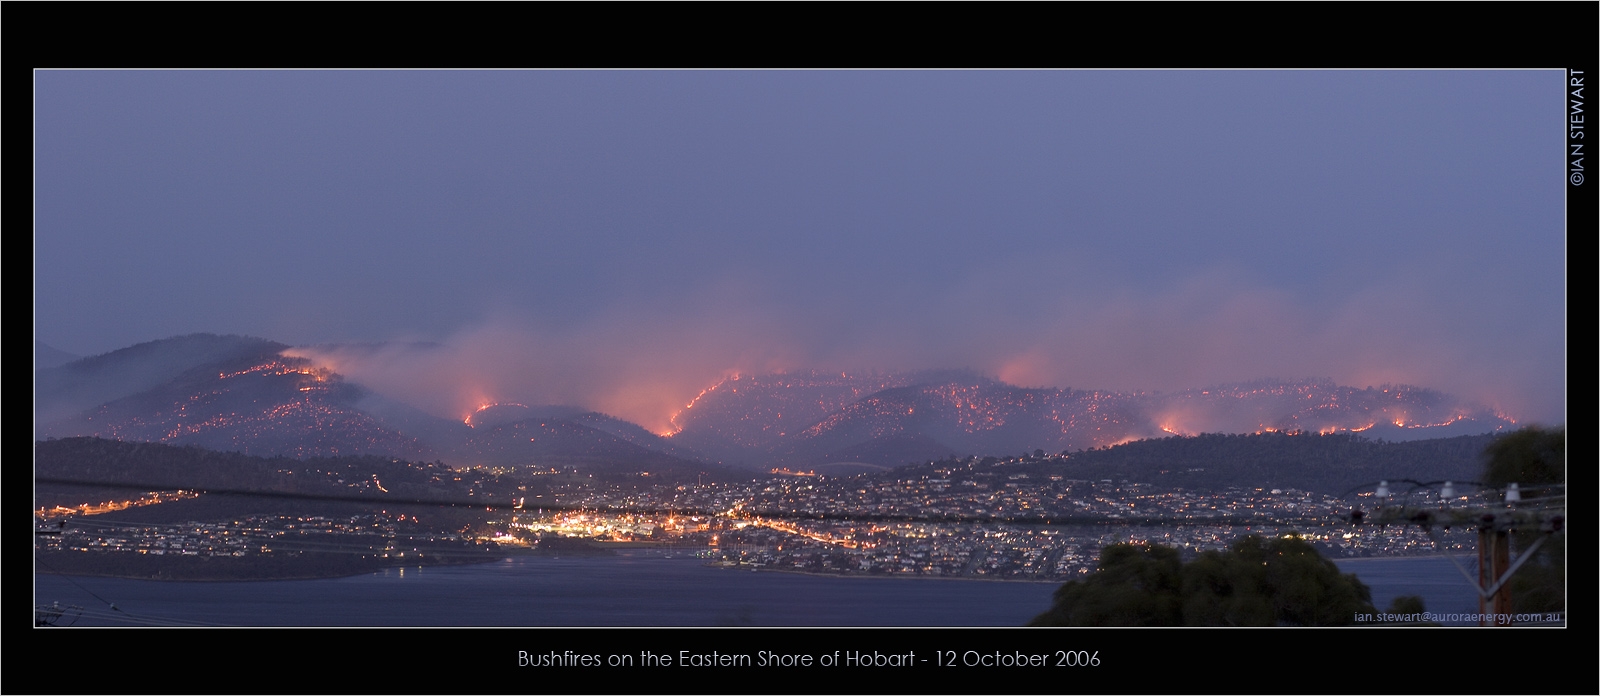 ©IAN STEWART
ian.stewart@auroraenergy.com.au
Bushfires on the Eastern Shore of Hobart - 12 October 2006